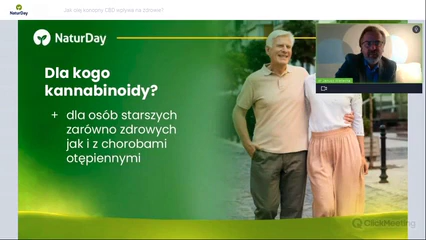 NaturDay
Jak olej konopny CBD wpływa na zdrowie?
NaturDay
Dla kogo
kannabinoidy?
+ dla osób starszych
zarówno zdrowych
jak i z chorobami
otępiennymi
ClickMeeting